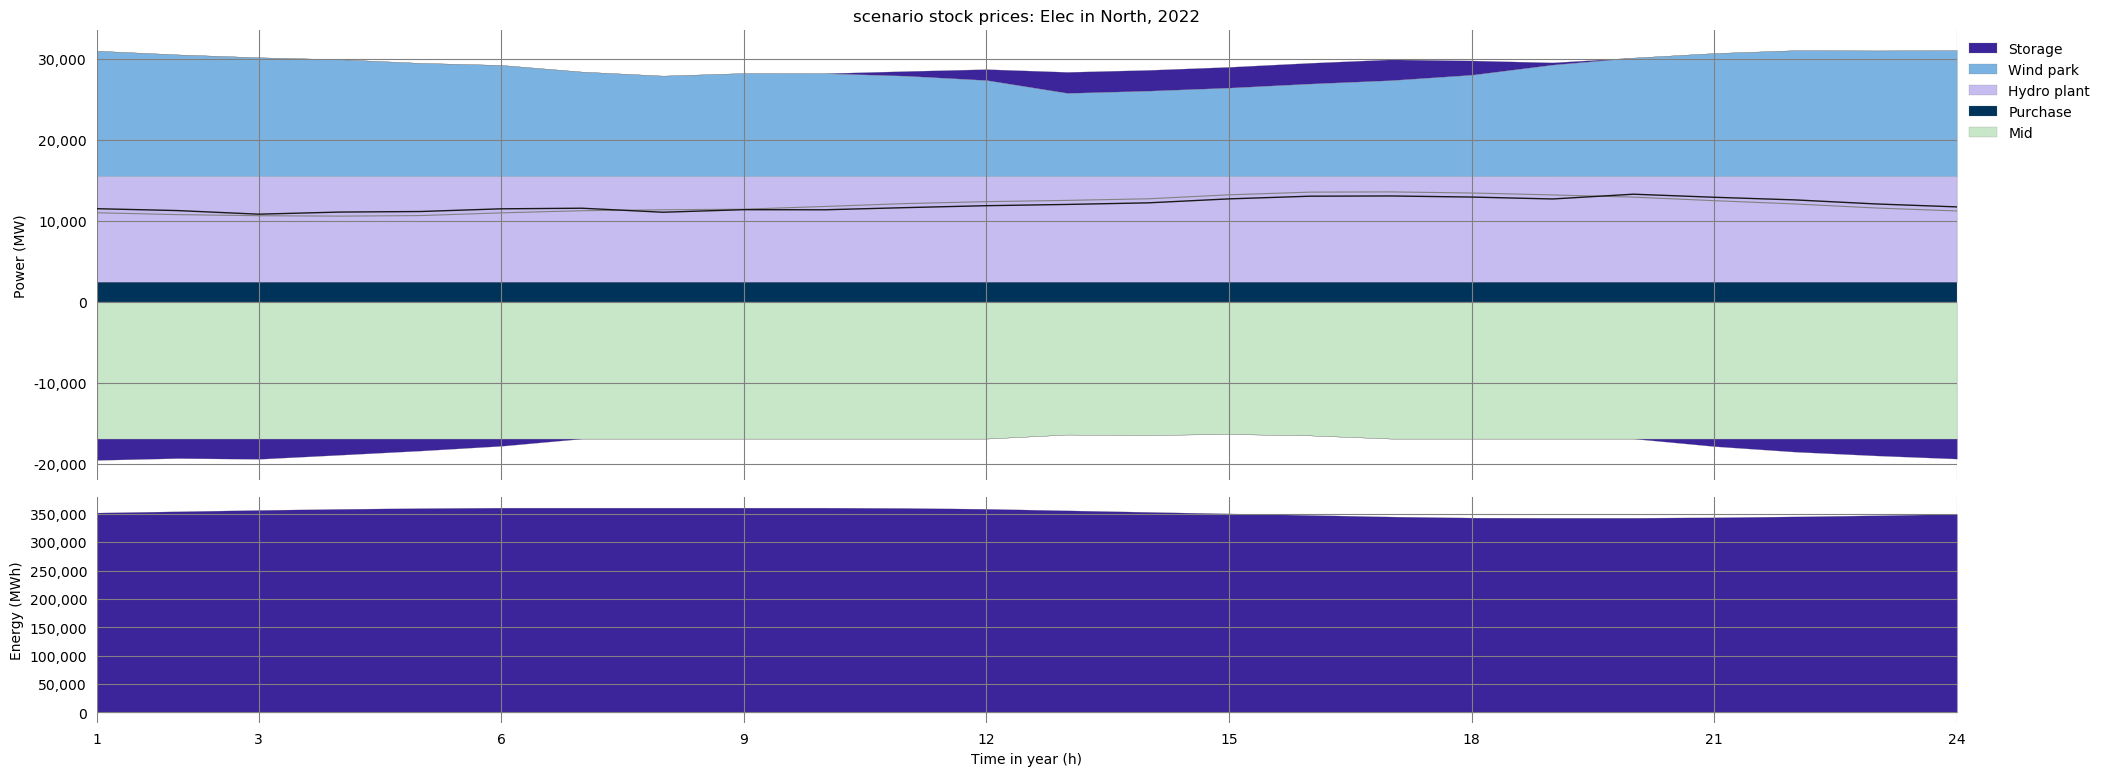 scenario stock prices: Elec in North, 2022
30,000
20,000
10,000
0
-10,000
-20,000
Power (MW)
Storage
Wind park
Hydro plant
Purchase
Mid
350,000
300,000
250,000
200,000
150,000
100,000
50,000
0
Energy (MWh)
1 3 6 9 12 15 18 21 24
Time in year (h)